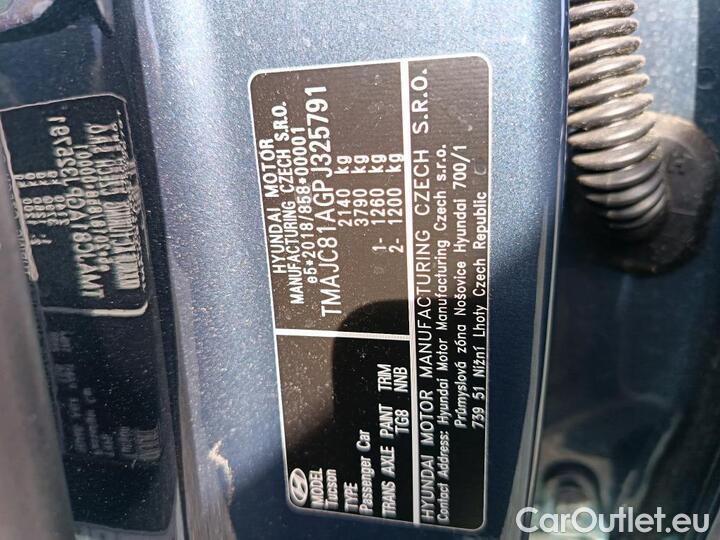 HYUNDAI MOTOR
MANUFACTURING CZECH S.R.O.
e5*2018/858*00001
TMAJC81AGPJ325791
2140 kg
3790 kg
1- 1260 kg
2- 1200 kg
MODEL
Tucson
TYPE
Passenger Car
TRANS AXLE PAINT TRIM
TG8 NNB
HYUNDAI MOTOR MANUFACTURING CZECH S.R.O.
Contact Address: Hyundai Motor Manufacturing Czech s.r.o.
Průmyslová zóna Nošovice Hyundai 700/1
739 51 Nižní Lhoty Czech Republic
CarOutlet.eu